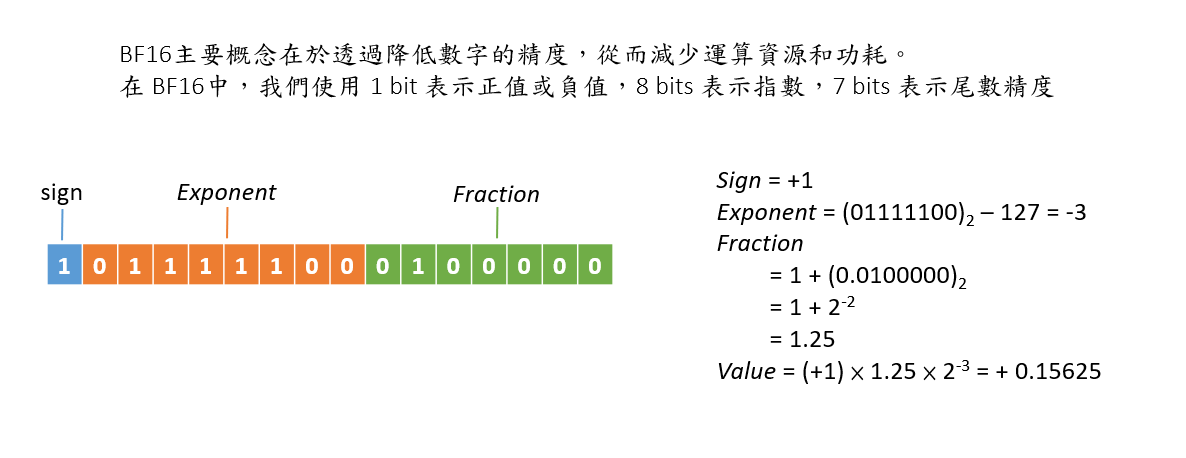 BF16主要概念在於透過降低數字的精度，從而減少運算資源和功耗。
在 BF16中，我們使用 1 bit 表示正值或負值，8 bits 表示指數，7 bits 表示尾數精度
sign Exponent Fraction
1 0 1 1 1 1 1 0 0 0 1 0 0 0 0 0
Sign = +1
Exponent = (01111100)₂ – 127 = -3
Fraction
= 1 + (0.0100000)₂
= 1 + 2⁻²
= 1.25
Value = (+1) × 1.25 × 2⁻³ = + 0.15625